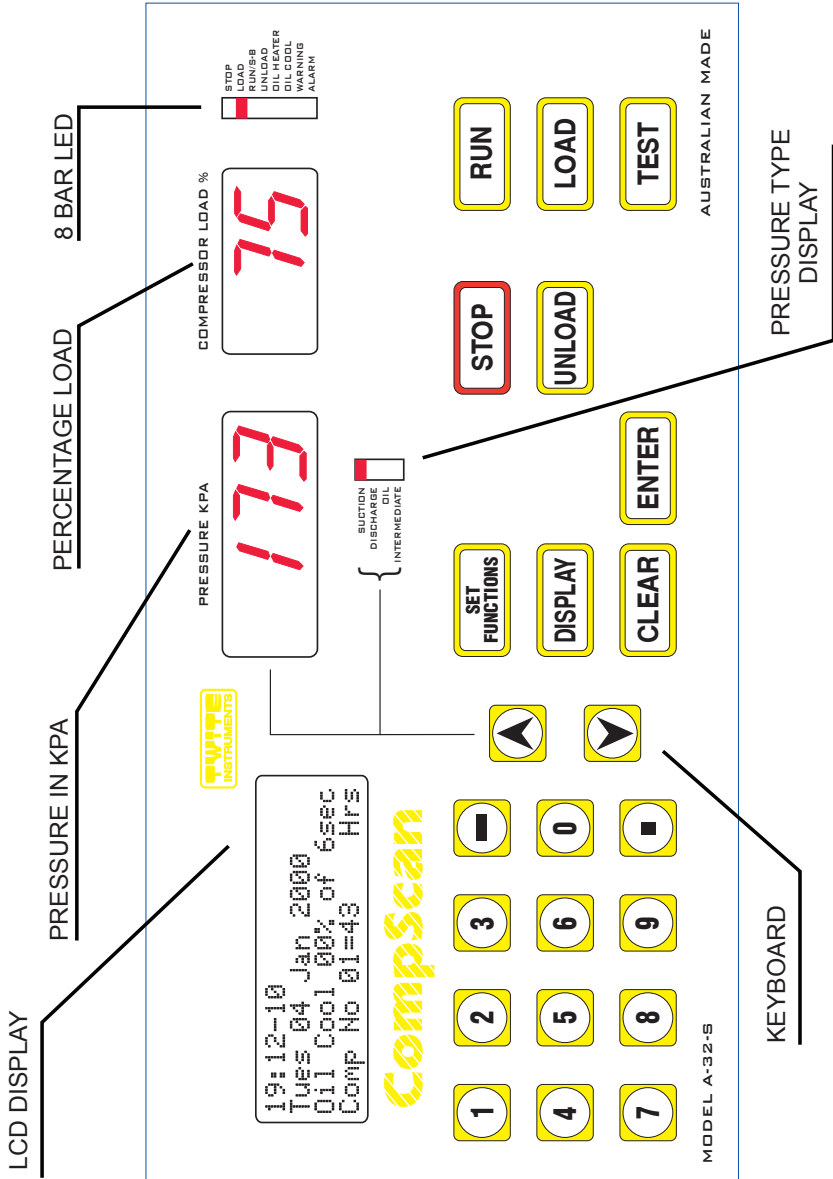 LCD DISPLAY
PRESSURE IN KPA
PERCENTAGE LOAD
8 BAR LED
TWITE
INSTRUMENTS
PRESSURE KPA
COMPRESSOR LOAD %
STOP
LOAD
RUN/S-B
UNLOAD
OIL HEATER
OIL COOL
WARNING
ALARM
19:12-10
Tues 04 Jan 2000
Oil Cool 00% of 6sec
Comp No 01=43 Hrs
113
75
CompScan
SUCTION
DISCHARGE
OIL
INTERMEDIATE
1 2 3 -
SET
FUNCTIONS
STOP
RUN
4 5 6 0
DISPLAY
UNLOAD
LOAD
7 8 9 .
CLEAR
ENTER
TEST
MODEL A-32-S
AUSTRALIAN MADE
KEYBOARD
PRESSURE TYPE
DISPLAY